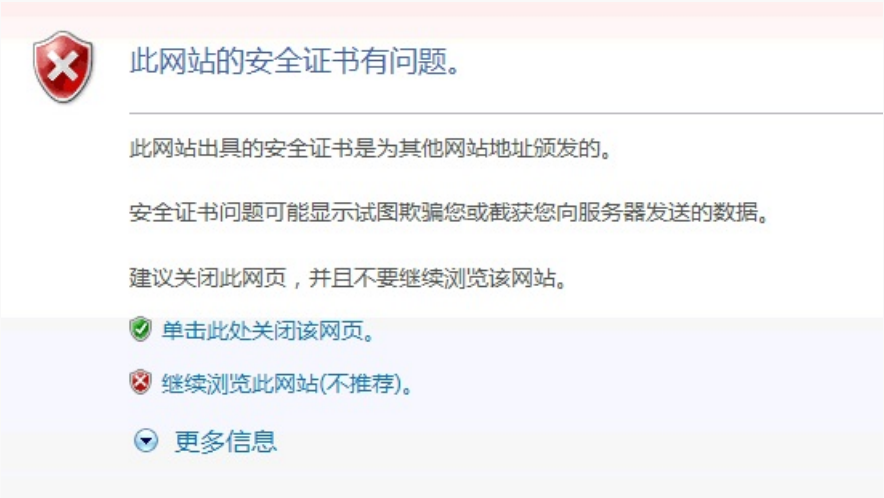 此网站的安全证书有问题。
此网站出具的安全证书是为其他网站地址颁发的。
安全证书问题可能显示试图欺骗您或截获您向服务器发送的数据。
建议关闭此网页，并且不要继续浏览该网站。
单击此处关闭该网页。
继续浏览此网站(不推荐)。
更多信息